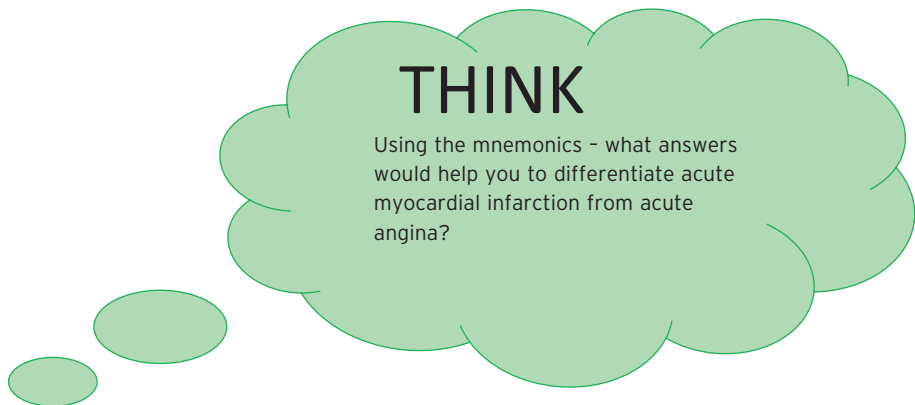 THINK
Using the mnemonics – what answers
would help you to differentiate acute
myocardial infarction from acute
angina?